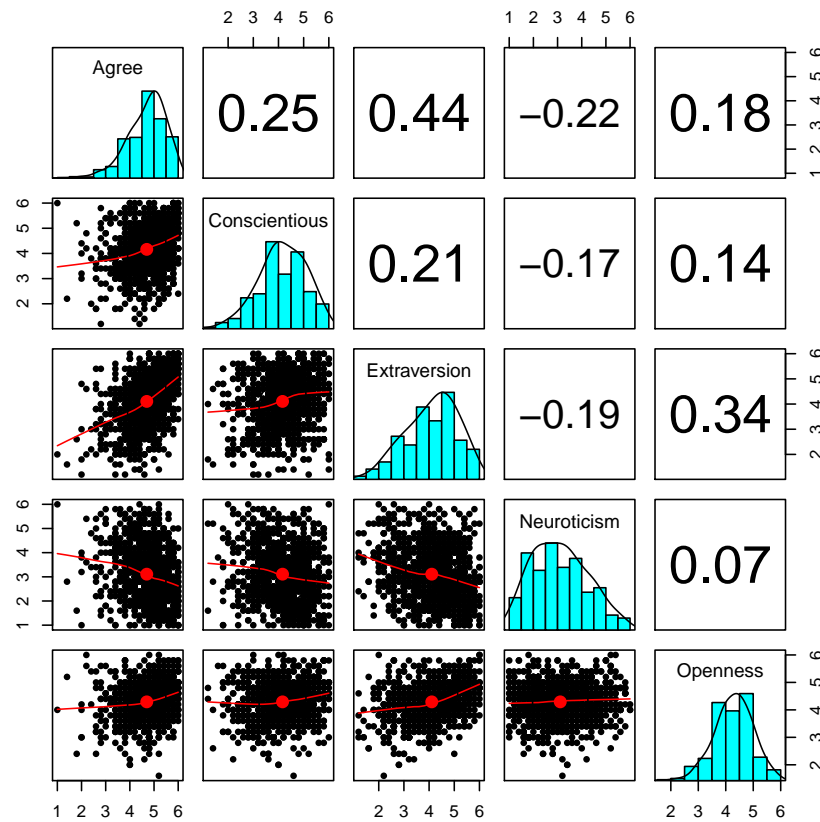 2 3 4 5 6
1 2 3 4 5 6
Agree
0.25
0.44
−0.22
0.18
1 2 3 4 5 6
2 3 4 5 6
Conscientious
0.21
−0.17
0.14
Extraversion
−0.19
0.34
2 3 4 5 6
1 2 3 4 5 6
Neuroticism
0.07
Openness
2 3 4 5 6
1 2 3 4 5 6
1 2 3 4 5 6
2 3 4 5 6